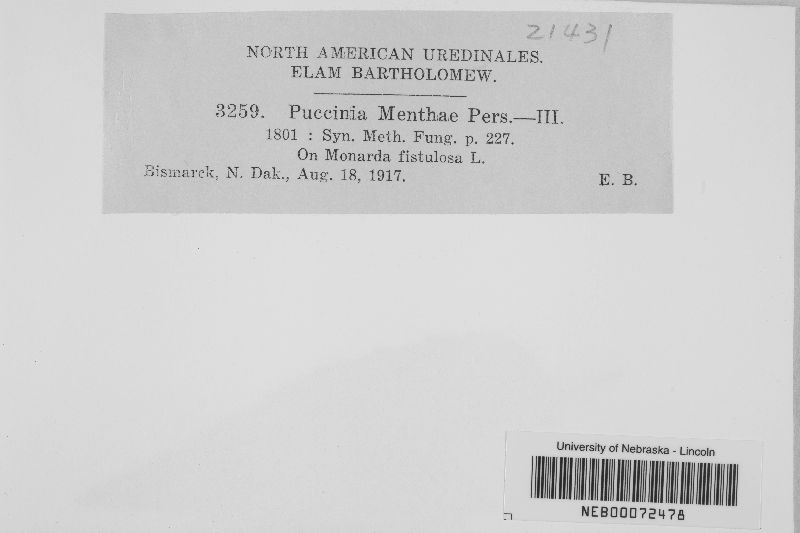 21431
NORTH AMERICAN UREDINALES.
ELAM BARTHOLOMEW.
3259. Puccinia Menthae Pers.—III.
1801 : Syn. Meth. Fung. p. 227.
On Monarda fistulosa L.
Bismarck, N. Dak., Aug. 18, 1917.
E. B.
University of Nebraska - Lincoln
NEB00072478